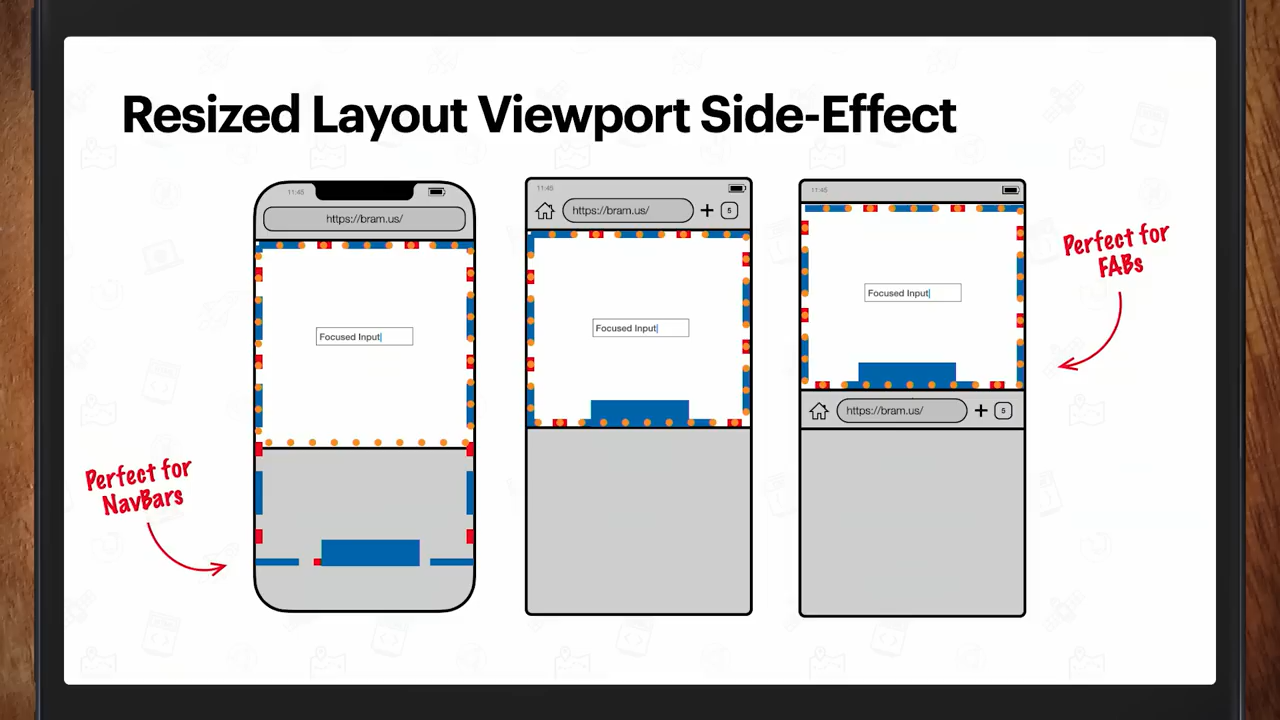 Resized Layout Viewport Side-Effect
11:45
https://bram.us/
Focused Input
Perfect for
NavBars
11:45
https://bram.us/
5
Focused Input
11:45
Focused Input
https://bram.us/
5
Perfect for
FABs